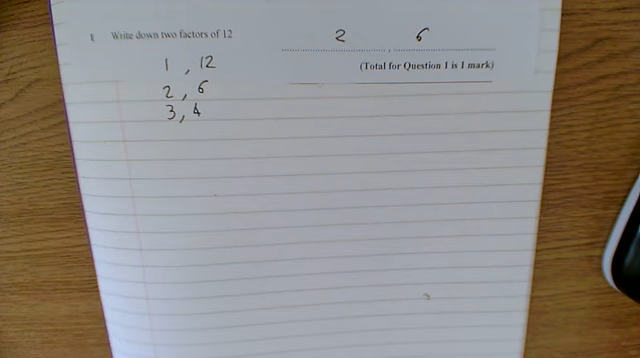 1 Write down two factors of 12
2 , 6
(Total for Question 1 is 1 mark)
1 , 12
2 , 6
3 , 4